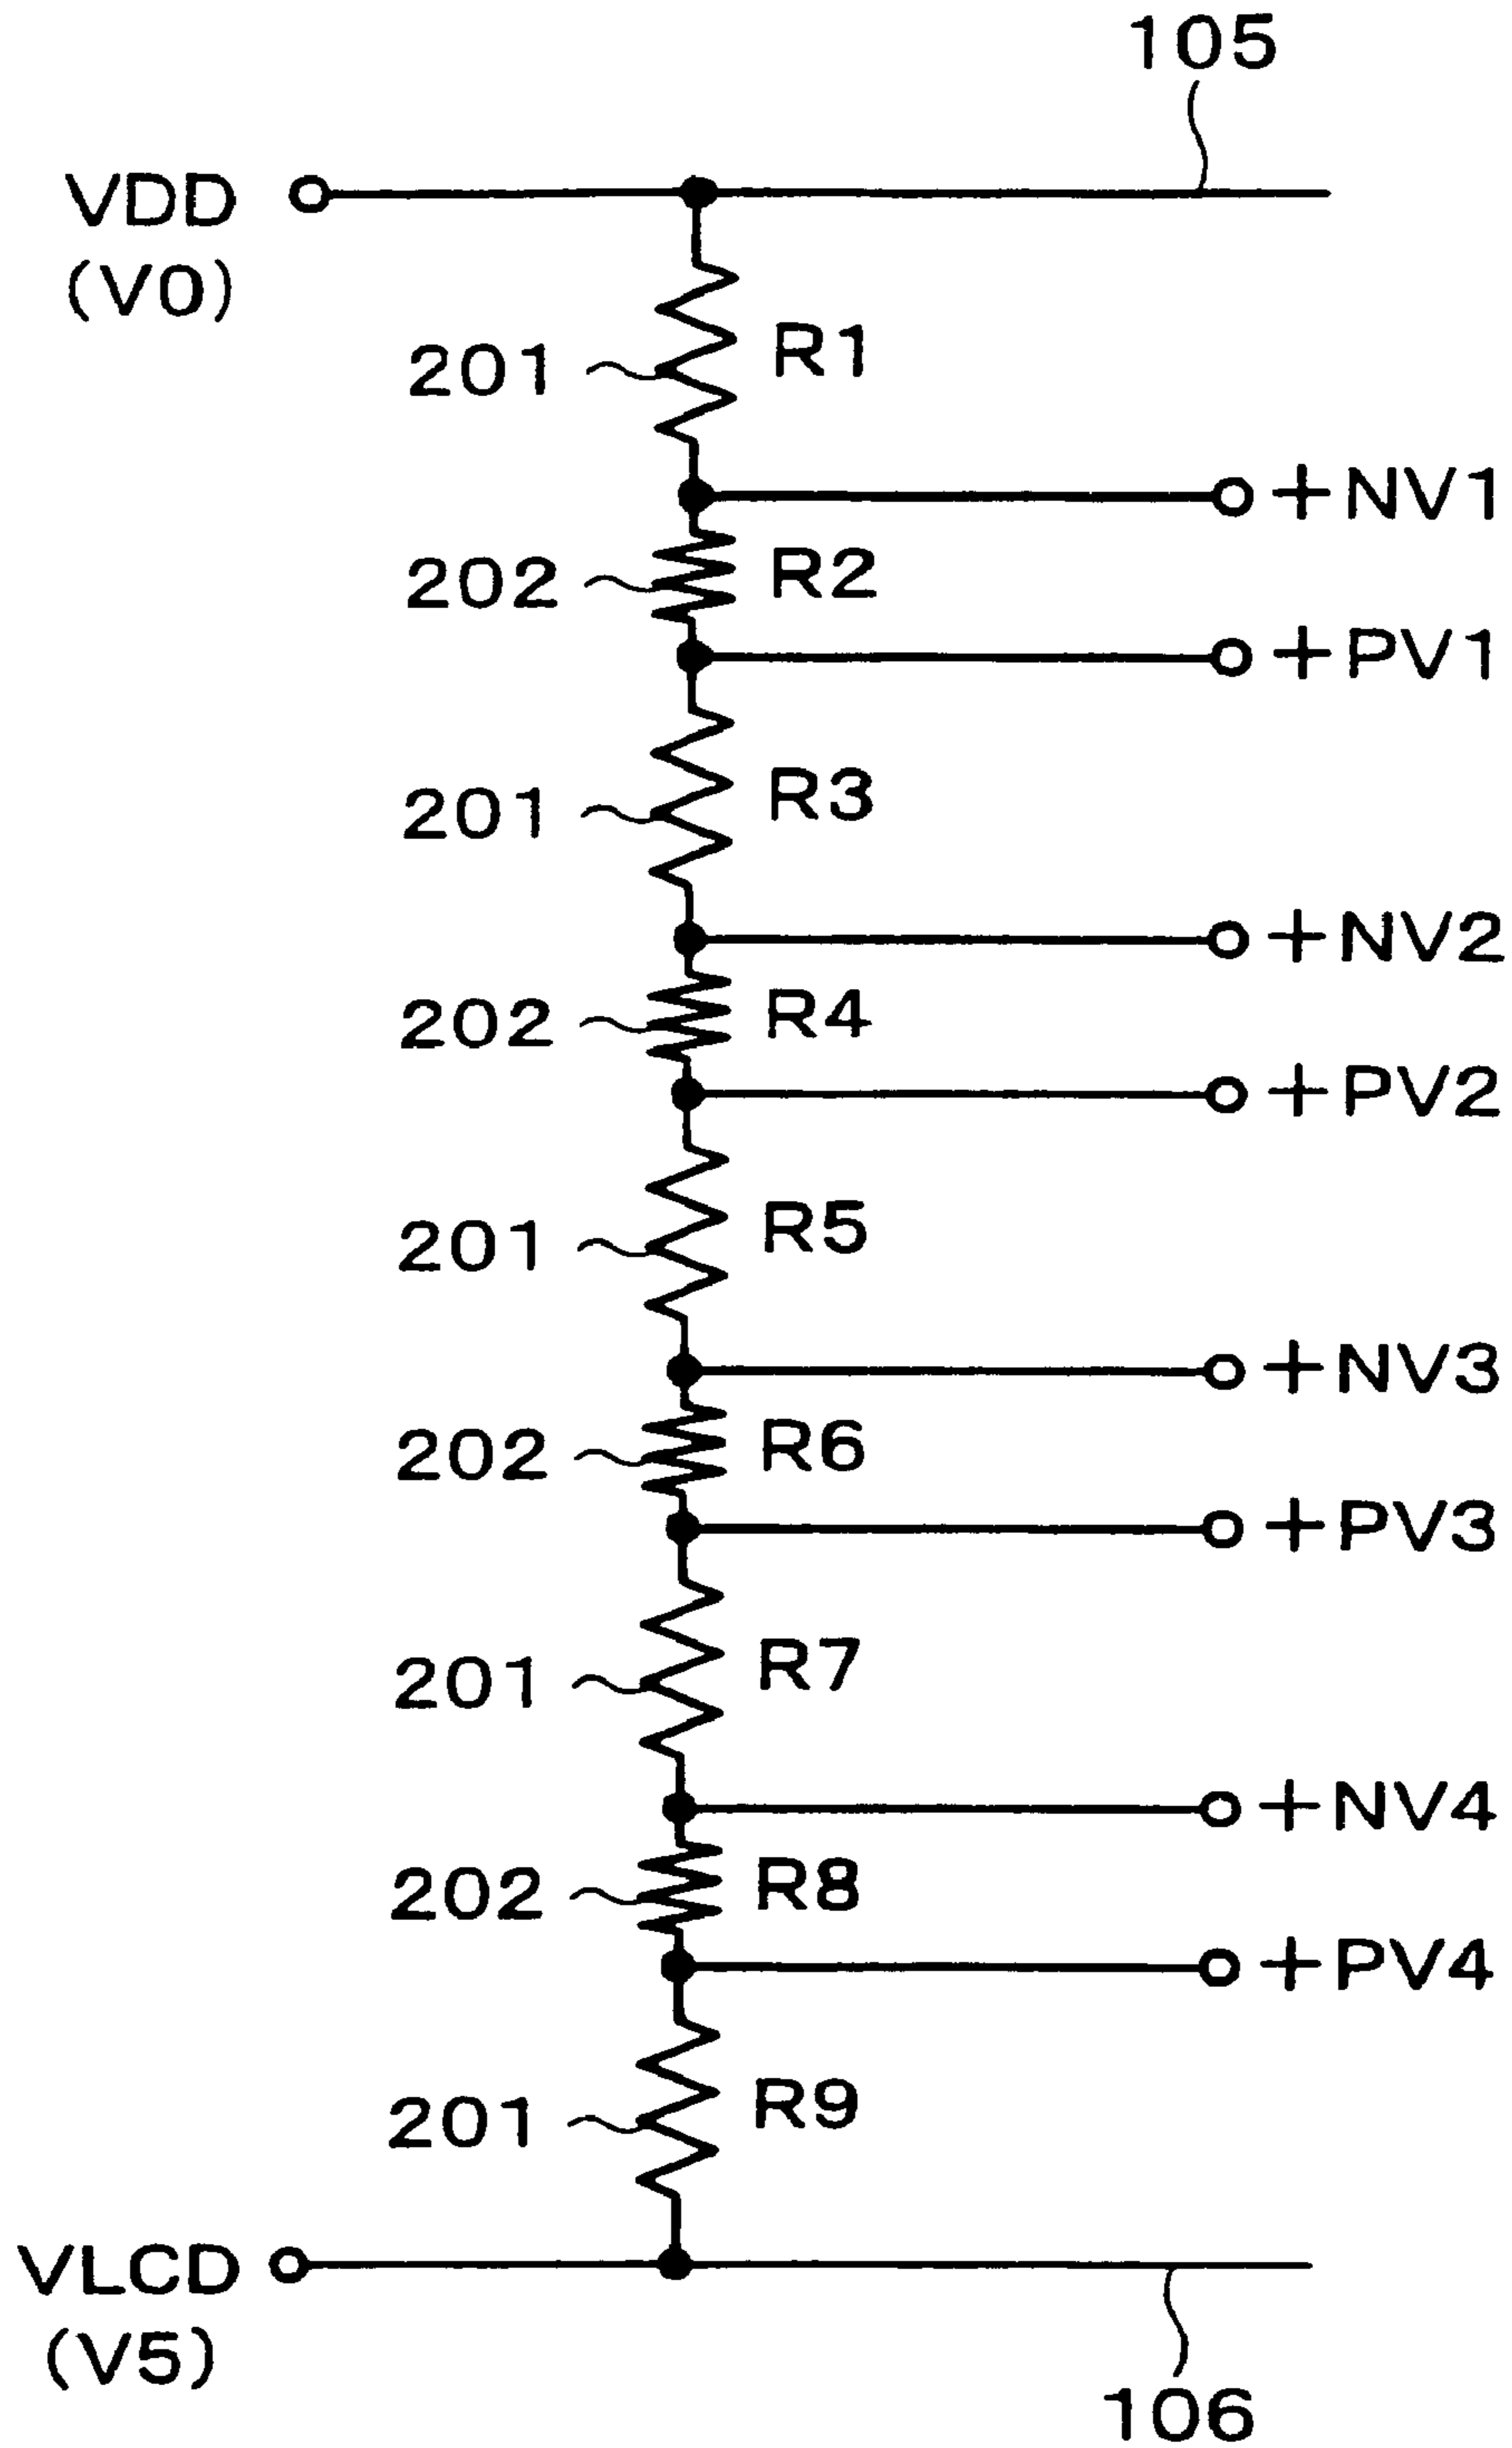 105
VDD
(V0)
201 R1
+NV1
202 R2
+PV1
201 R3
+NV2
202 R4
+PV2
201 R5
+NV3
202 R6
+PV3
201 R7
+NV4
202 R8
+PV4
201 R9
VLCD
(V5)
106